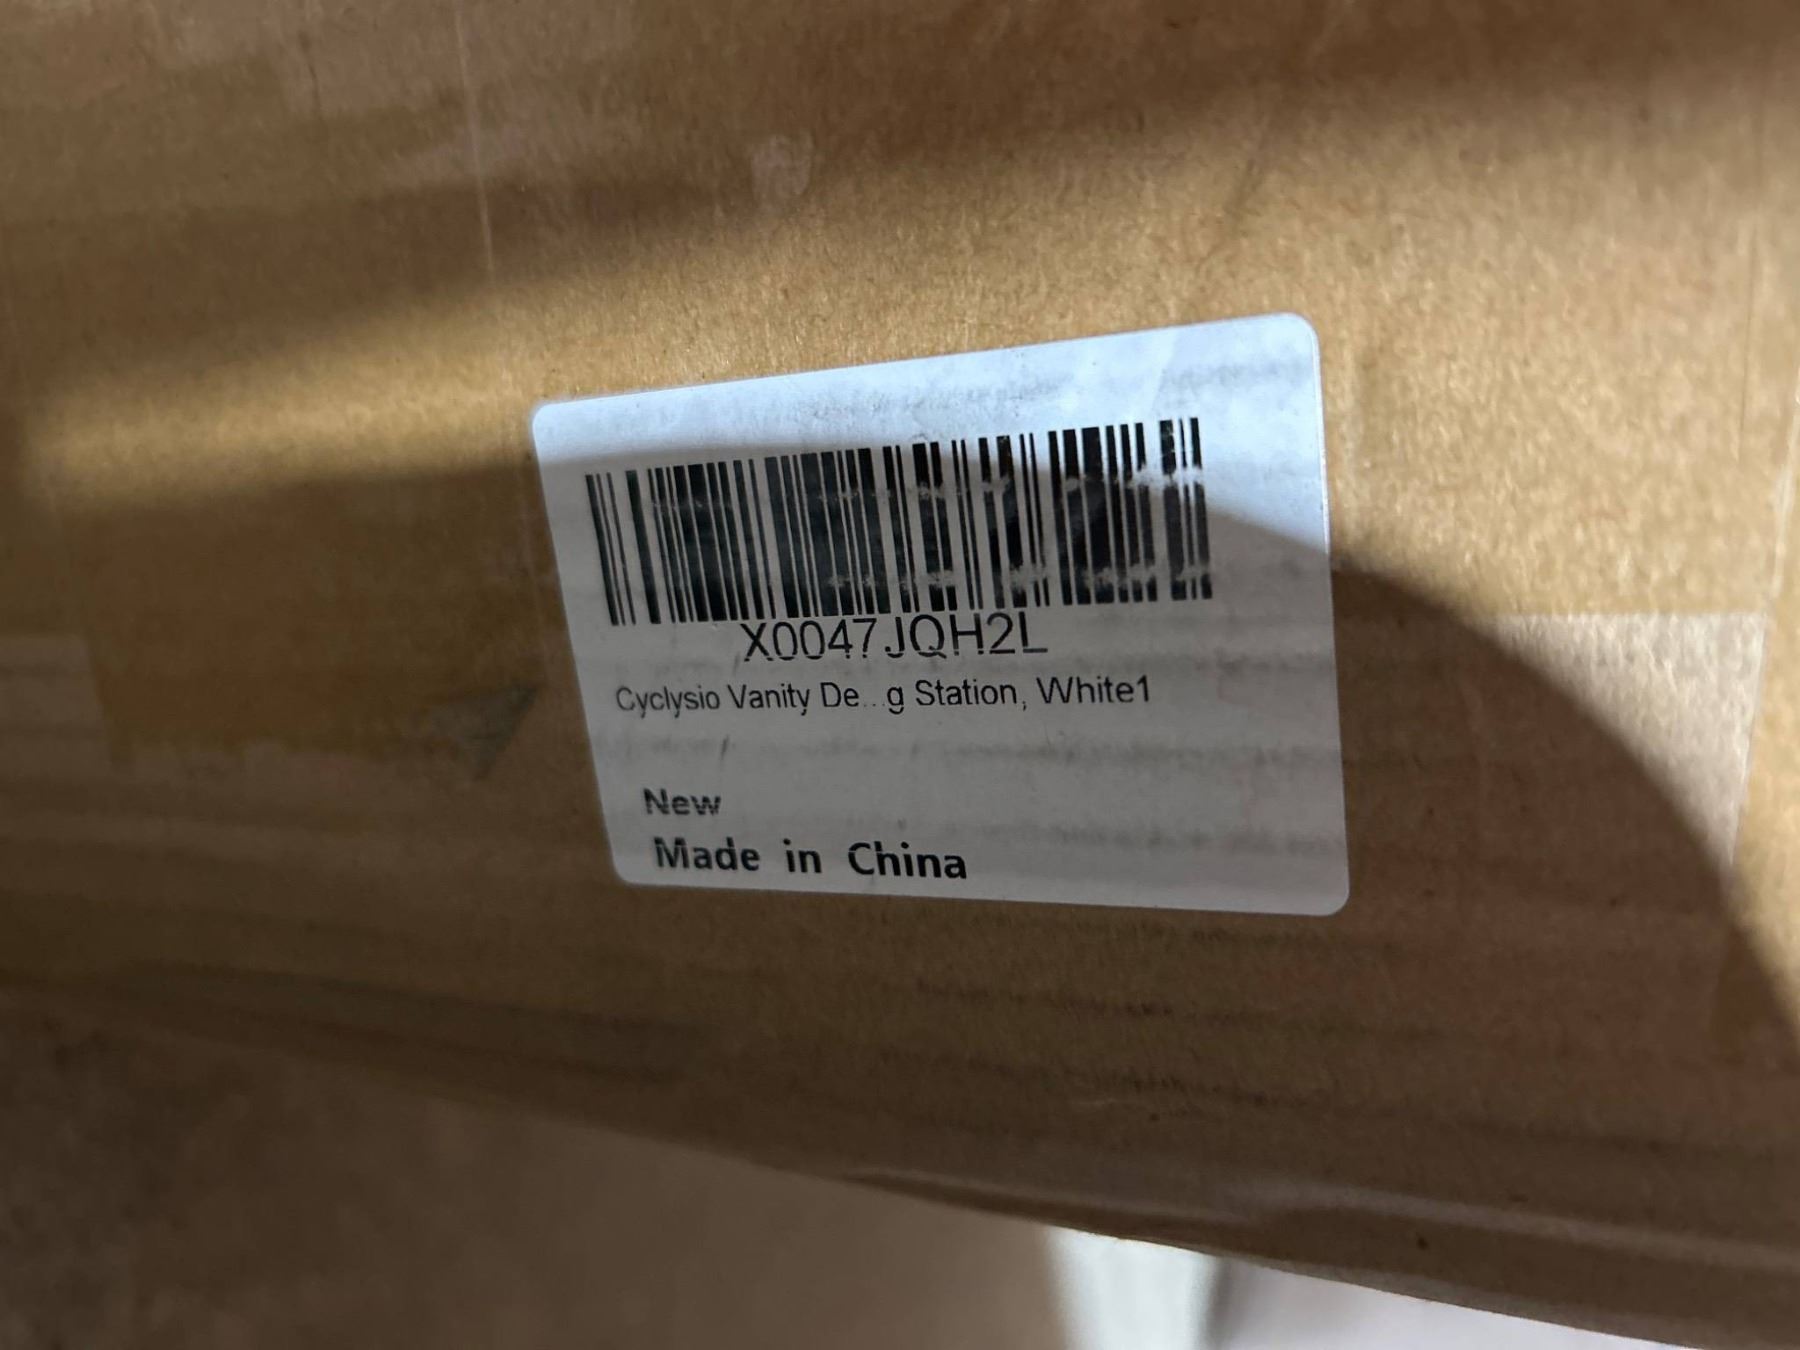 X0047JQH2L
Cyclysio Vanity De...g Station, White1
New
Made in China